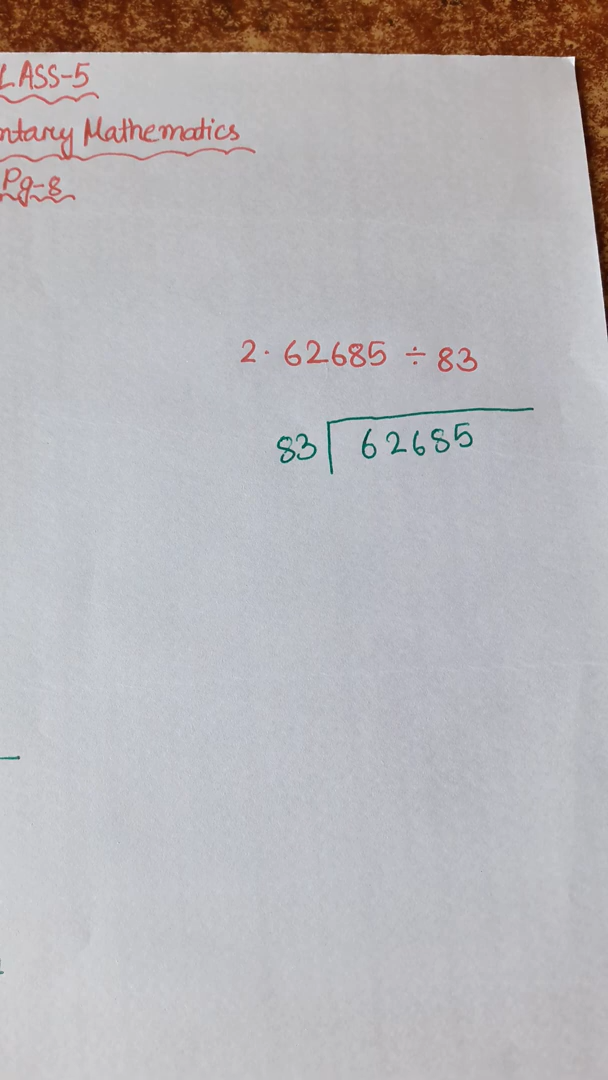 LASS-5
ntary Mathematics
Pg-8
2. 62685 ÷ 83
83 62685